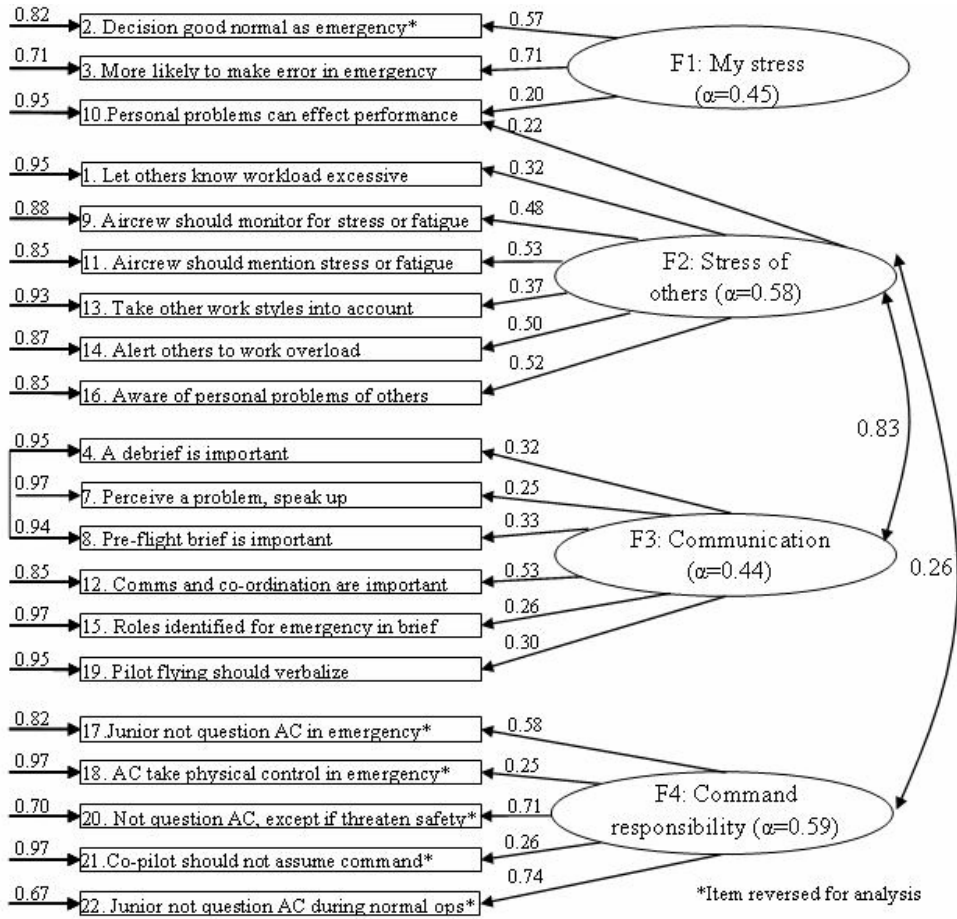 0.82
2. Decision good normal as emergency*
0.57
0.71
3. More likely to make error in emergency
0.71
F1: My stress
(α=0.45)
0.95
10.Personal problems can effect performance
0.20
0.22
0.95
1. Let others know workload excessive
0.32
0.88
9. Aircrew should monitor for stress or fatigue
0.48
0.85
11. Aircrew should mention stress or fatigue
0.53
F2: Stress of
others (α=0.58)
0.93
13. Take other work styles into account
0.37
0.87
14. Alert others to work overload
0.50
0.85
16. Aware of personal problems of others
0.52
0.83
0.95
4. A debrief is important
0.32
0.97
7. Perceive a problem, speak up
0.25
0.94
8. Pre-flight brief is important
0.33
F3: Communication
(α=0.44)
0.26
0.85
12. Comms and co-ordination are important
0.53
0.97
15. Roles identified for emergency in brief
0.26
0.95
19. Pilot flying should verbalize
0.30
0.82
17.Junior not question AC in emergency*
0.58
0.97
18. AC take physical control in emergency*
0.25
0.70
20. Not question AC, except if threaten safety*
0.71
F4: Command
responsibility (α=0.59)
0.97
21.Co-pilot should not assume command*
0.26
0.67
22. Junior not question AC during normal ops*
0.74
*Item reversed for analysis